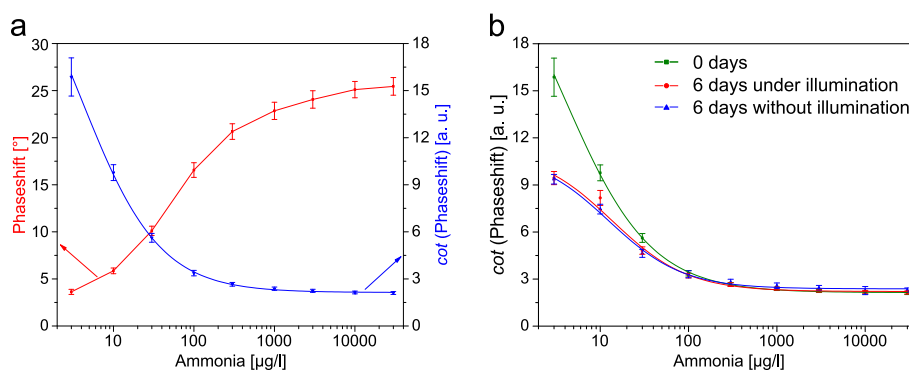 a
30
25
20
15
10
5
0
Phaseshift [°]
10
100
1000
10000
Ammonia [µg/l]
18
15
12
9
6
3
0
cot (Phaseshift) [a. u.]
b
18
15
12
9
6
3
0
cot (Phaseshift) [a. u.]
0 days
6 days under illumination
6 days without illumination
10
100
1000
10000
Ammonia [µg/l]